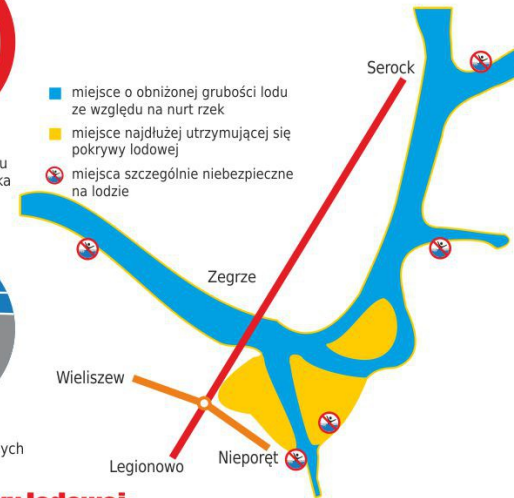 Serock
miejsce o obniżonej grubości lodu
ze względu na nurt rzek
miejsce najdłużej utrzymującej się
pokrywy lodowej
miejsca szczególnie niebezpieczne
na lodzie
Zegrze
Wieliszew
Nieporęt
Legionowo